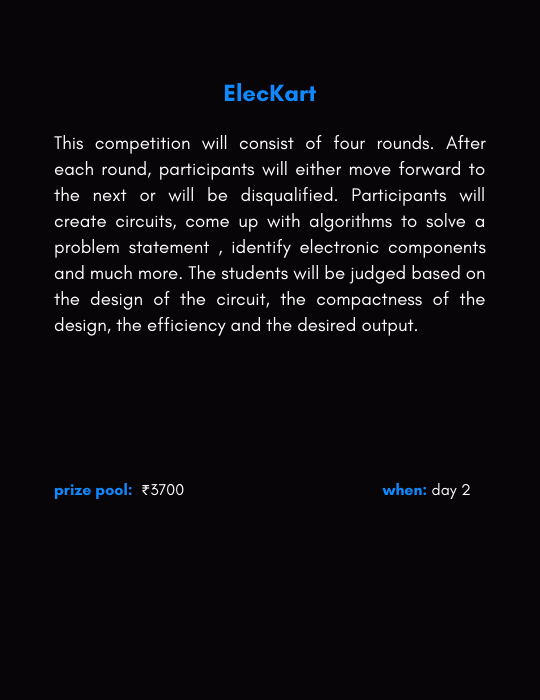 ElecKart
This competition will consist of four rounds. After
each round, participants will either move forward to
the next or will be disqualified. Participants will
create circuits, come up with algorithms to solve a
problem statement , identify electronic components
and much more. The students will be judged based on
the design of the circuit, the compactness of the
design, the efficiency and the desired output.
prize pool: ₹3700 when: day 2